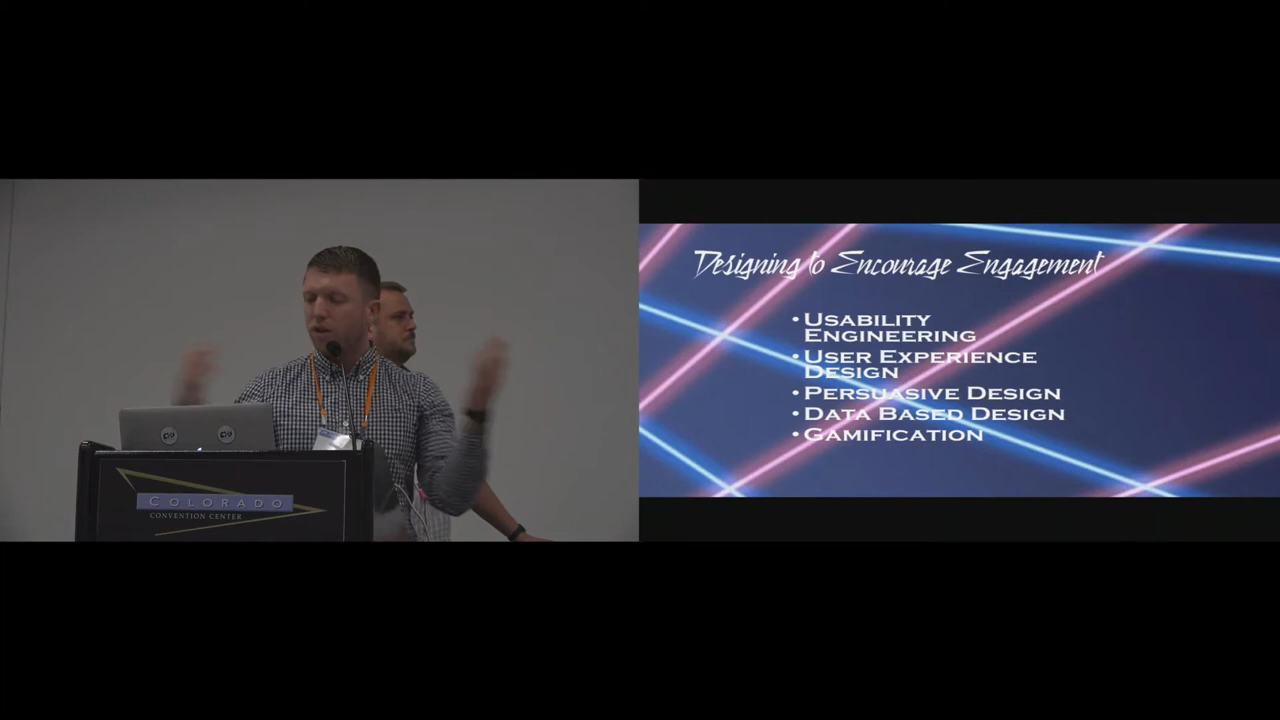 COLORADO
CONVENTION CENTER
Designing to Encourage Engagement
• USABILITY
ENGINEERING
• USER EXPERIENCE
DESIGN
• PERSUASIVE DESIGN
• DATA BASED DESIGN
• GAMIFICATION